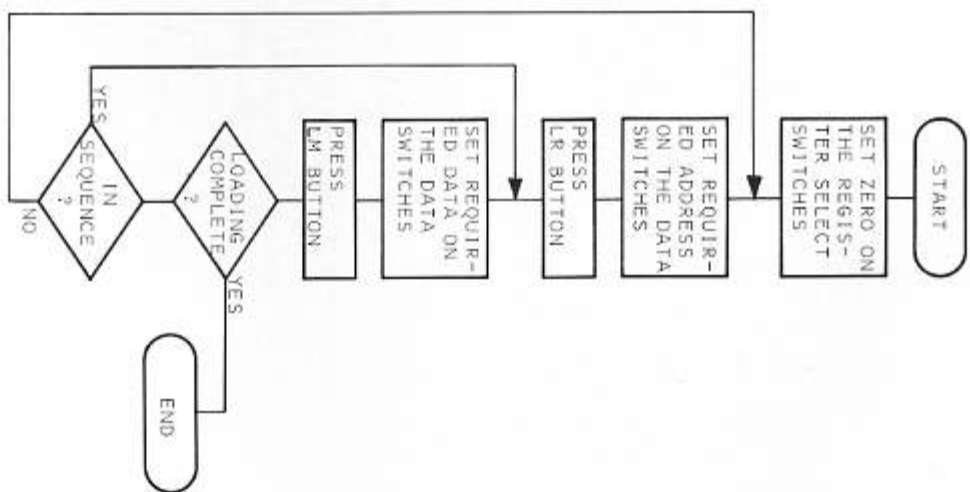 START
SET ZERO ON
THE REGIS-
TER SELECT
SWITCHES
SET REQUIR-
ED ADDRESS
ON THE DATA
SWITCHES
PRESS
LR BUTTON
SET REQUIR-
ED DATA ON
THE DATA
SWITCHES
PRESS
LM BUTTON
LOADING
COMPLETE
?
YES
END
IN
SEQUENCE
?
YES
NO